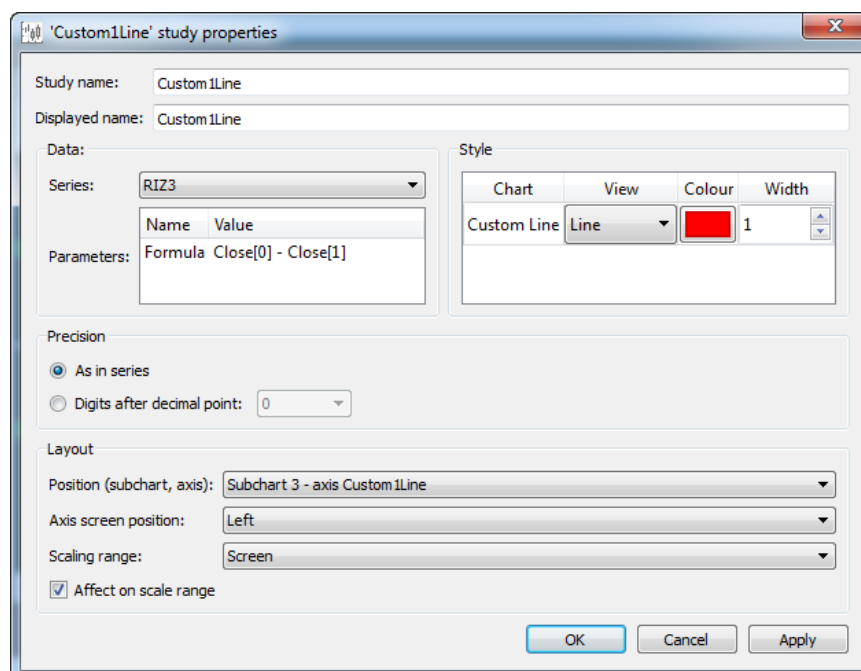 'Custom1Line' study properties
Study name: Custom1Line
Displayed name: Custom1Line
Data:
Series: RIZ3
Parameters:
Name Value
Formula Close[0] - Close[1]
Style
Chart View Colour Width
Custom Line Line 1
Precision
As in series
Digits after decimal point: 0
Layout
Position (subchart, axis): Subchart 3 - axis Custom1Line
Axis screen position: Left
Scaling range: Screen
Affect on scale range
OK Cancel Apply